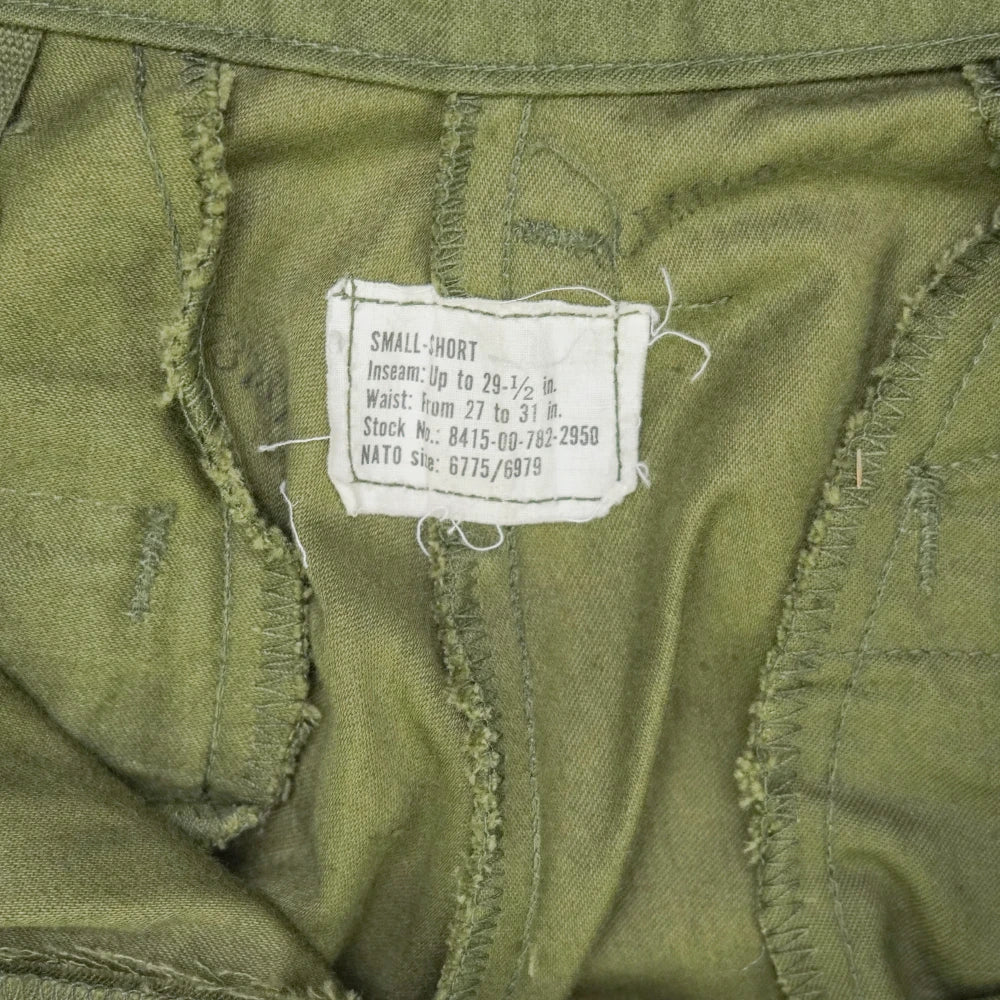 SMALL-SHORT
Inseam: Up to 29-1/2 in.
Waist: From 27 to 31 in.
Stock No.: 8415-00-782-2950
NATO size: 6775/6979